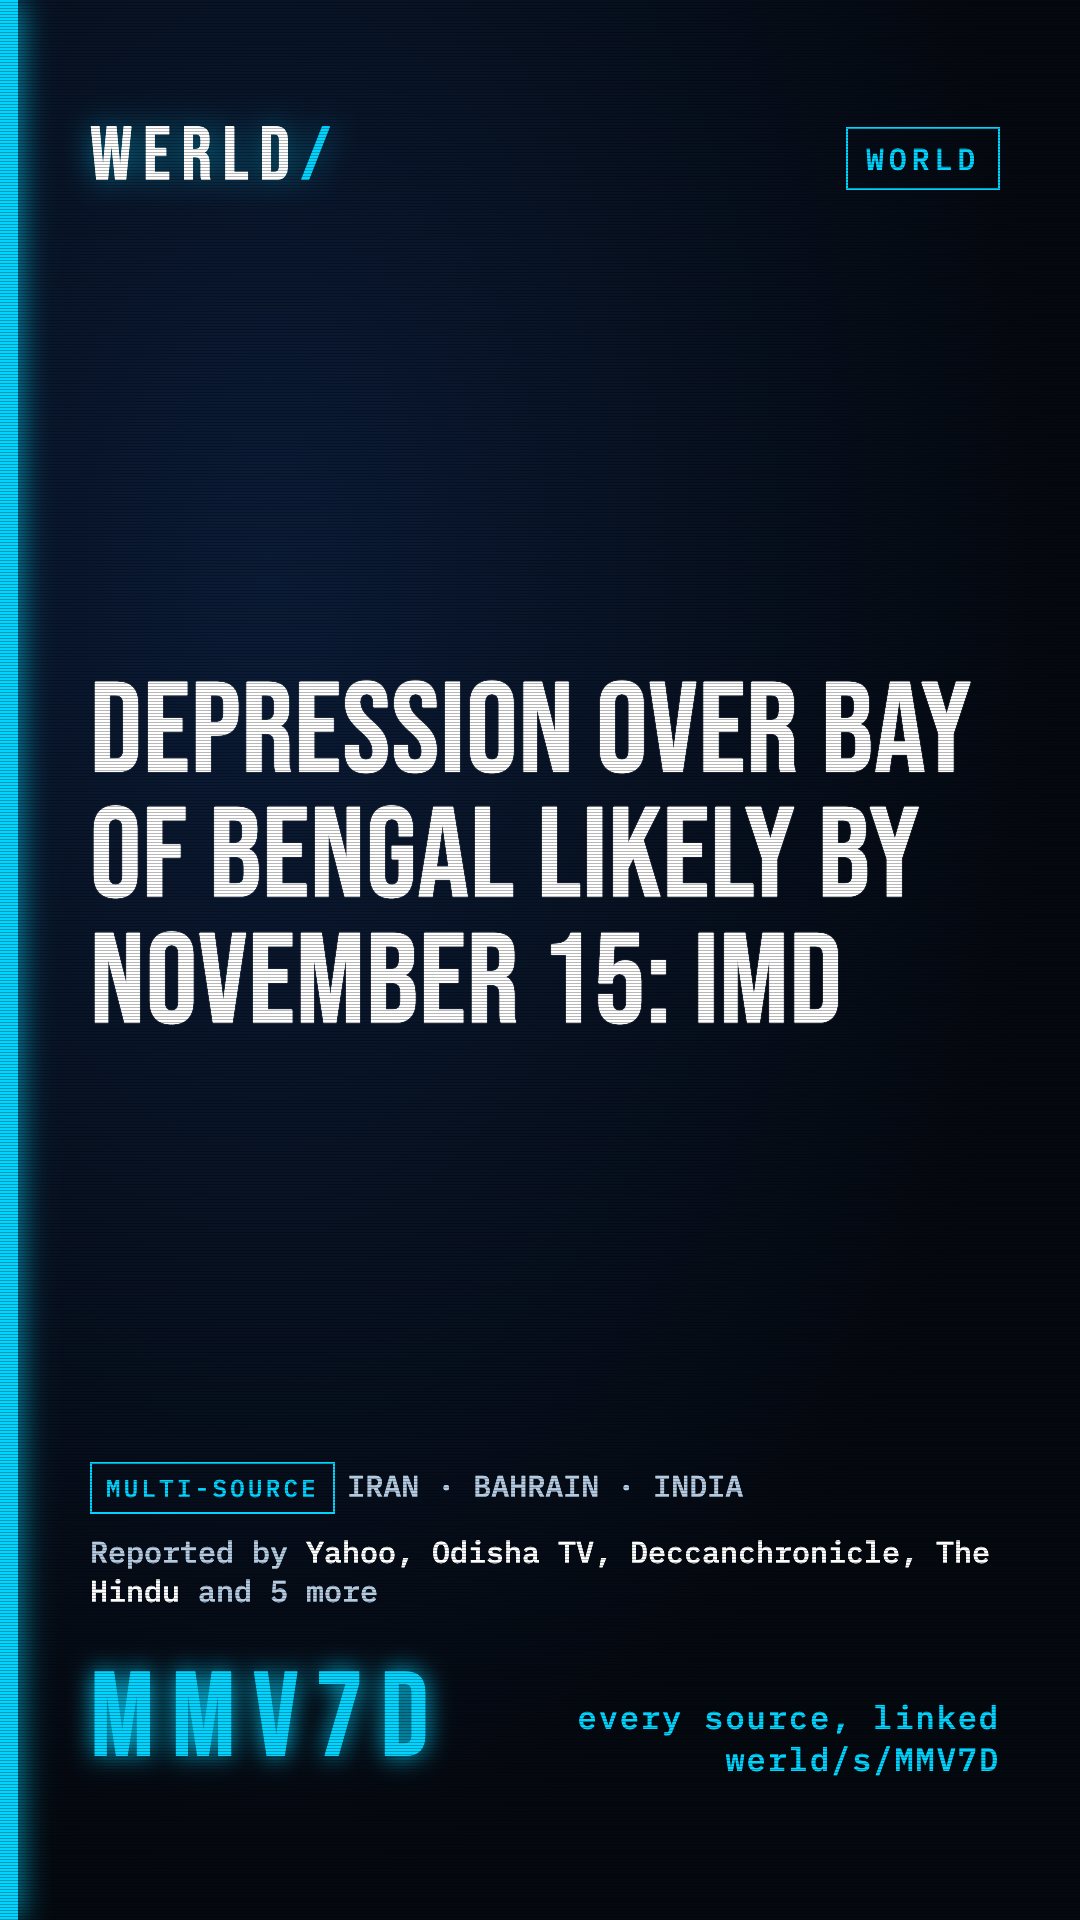 WERLD/
WORLD
DEPRESSION OVER BAY
OF BENGAL LIKELY BY
NOVEMBER 15: IMD
MULTI-SOURCE IRAN · BAHRAIN · INDIA
Reported by Yahoo, Odisha TV, Deccanchronicle, The
Hindu and 5 more
MMV7D
every source, linked
werld/s/MMV7D